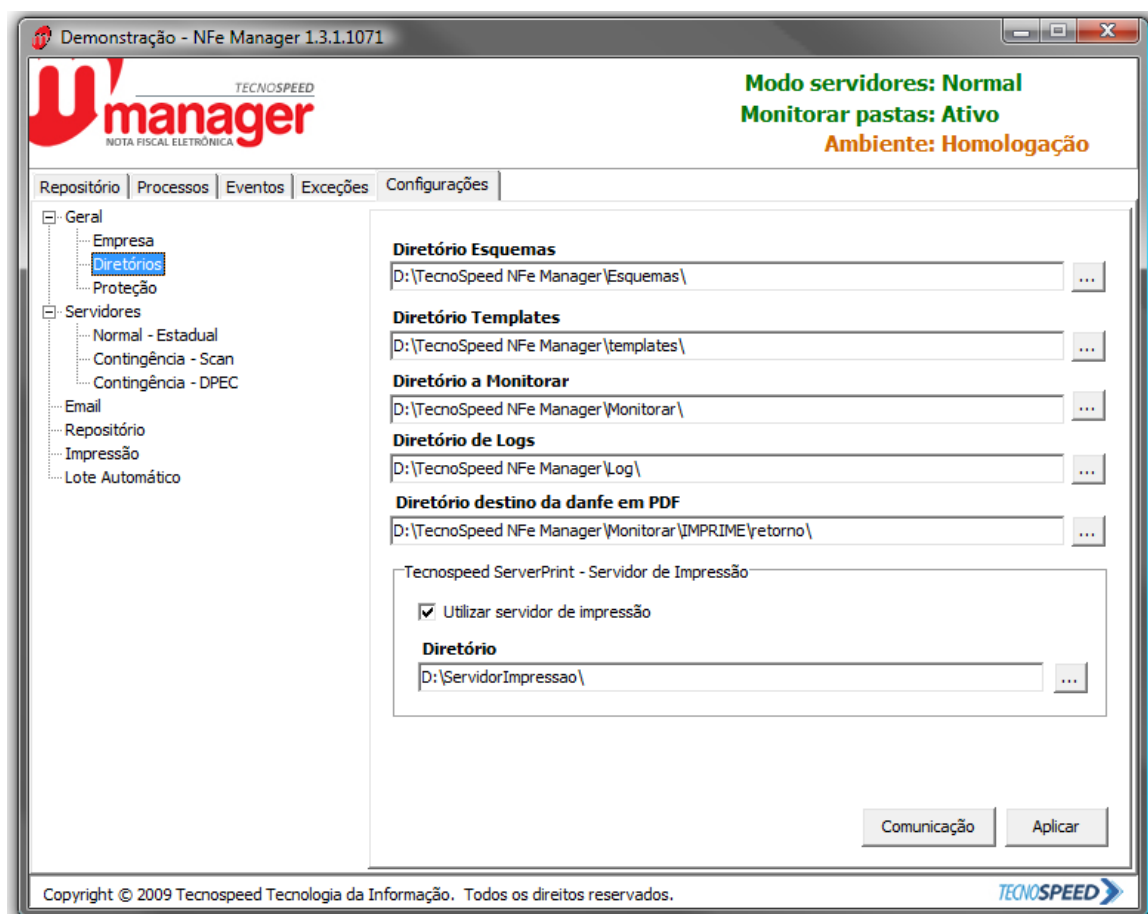 Demonstração - NFe Manager 1.3.1.1071
TECNOSPEED
manager
NOTA FISCAL ELETRÔNICA
Modo servidores: Normal
Monitorar pastas: Ativo
Ambiente: Homologação
Repositório Processos Eventos Exceções Configurações
Geral
Empresa
Diretórios
Proteção
Servidores
Normal - Estadual
Contingência - Scan
Contingência - DPEC
Email
Repositório
Impressão
Lote Automático
Diretório Esquemas
D:\TecnoSpeed NFe Manager\Esquemas\
...
Diretório Templates
D:\TecnoSpeed NFe Manager\templates\
...
Diretório a Monitorar
D:\TecnoSpeed NFe Manager\Monitorar\
...
Diretório de Logs
D:\TecnoSpeed NFe Manager\Log\
...
Diretório destino da danfe em PDF
D:\TecnoSpeed NFe Manager\Monitorar\IMPRIME\retorno\
...
Tecnospeed ServerPrint - Servidor de Impressão
Utilizar servidor de impressão
Diretório
D:\ServidorImpressao\
...
Comunicação Aplicar
Copyright © 2009 Tecnospeed Tecnologia da Informação. Todos os direitos reservados.
TECNOSPEED